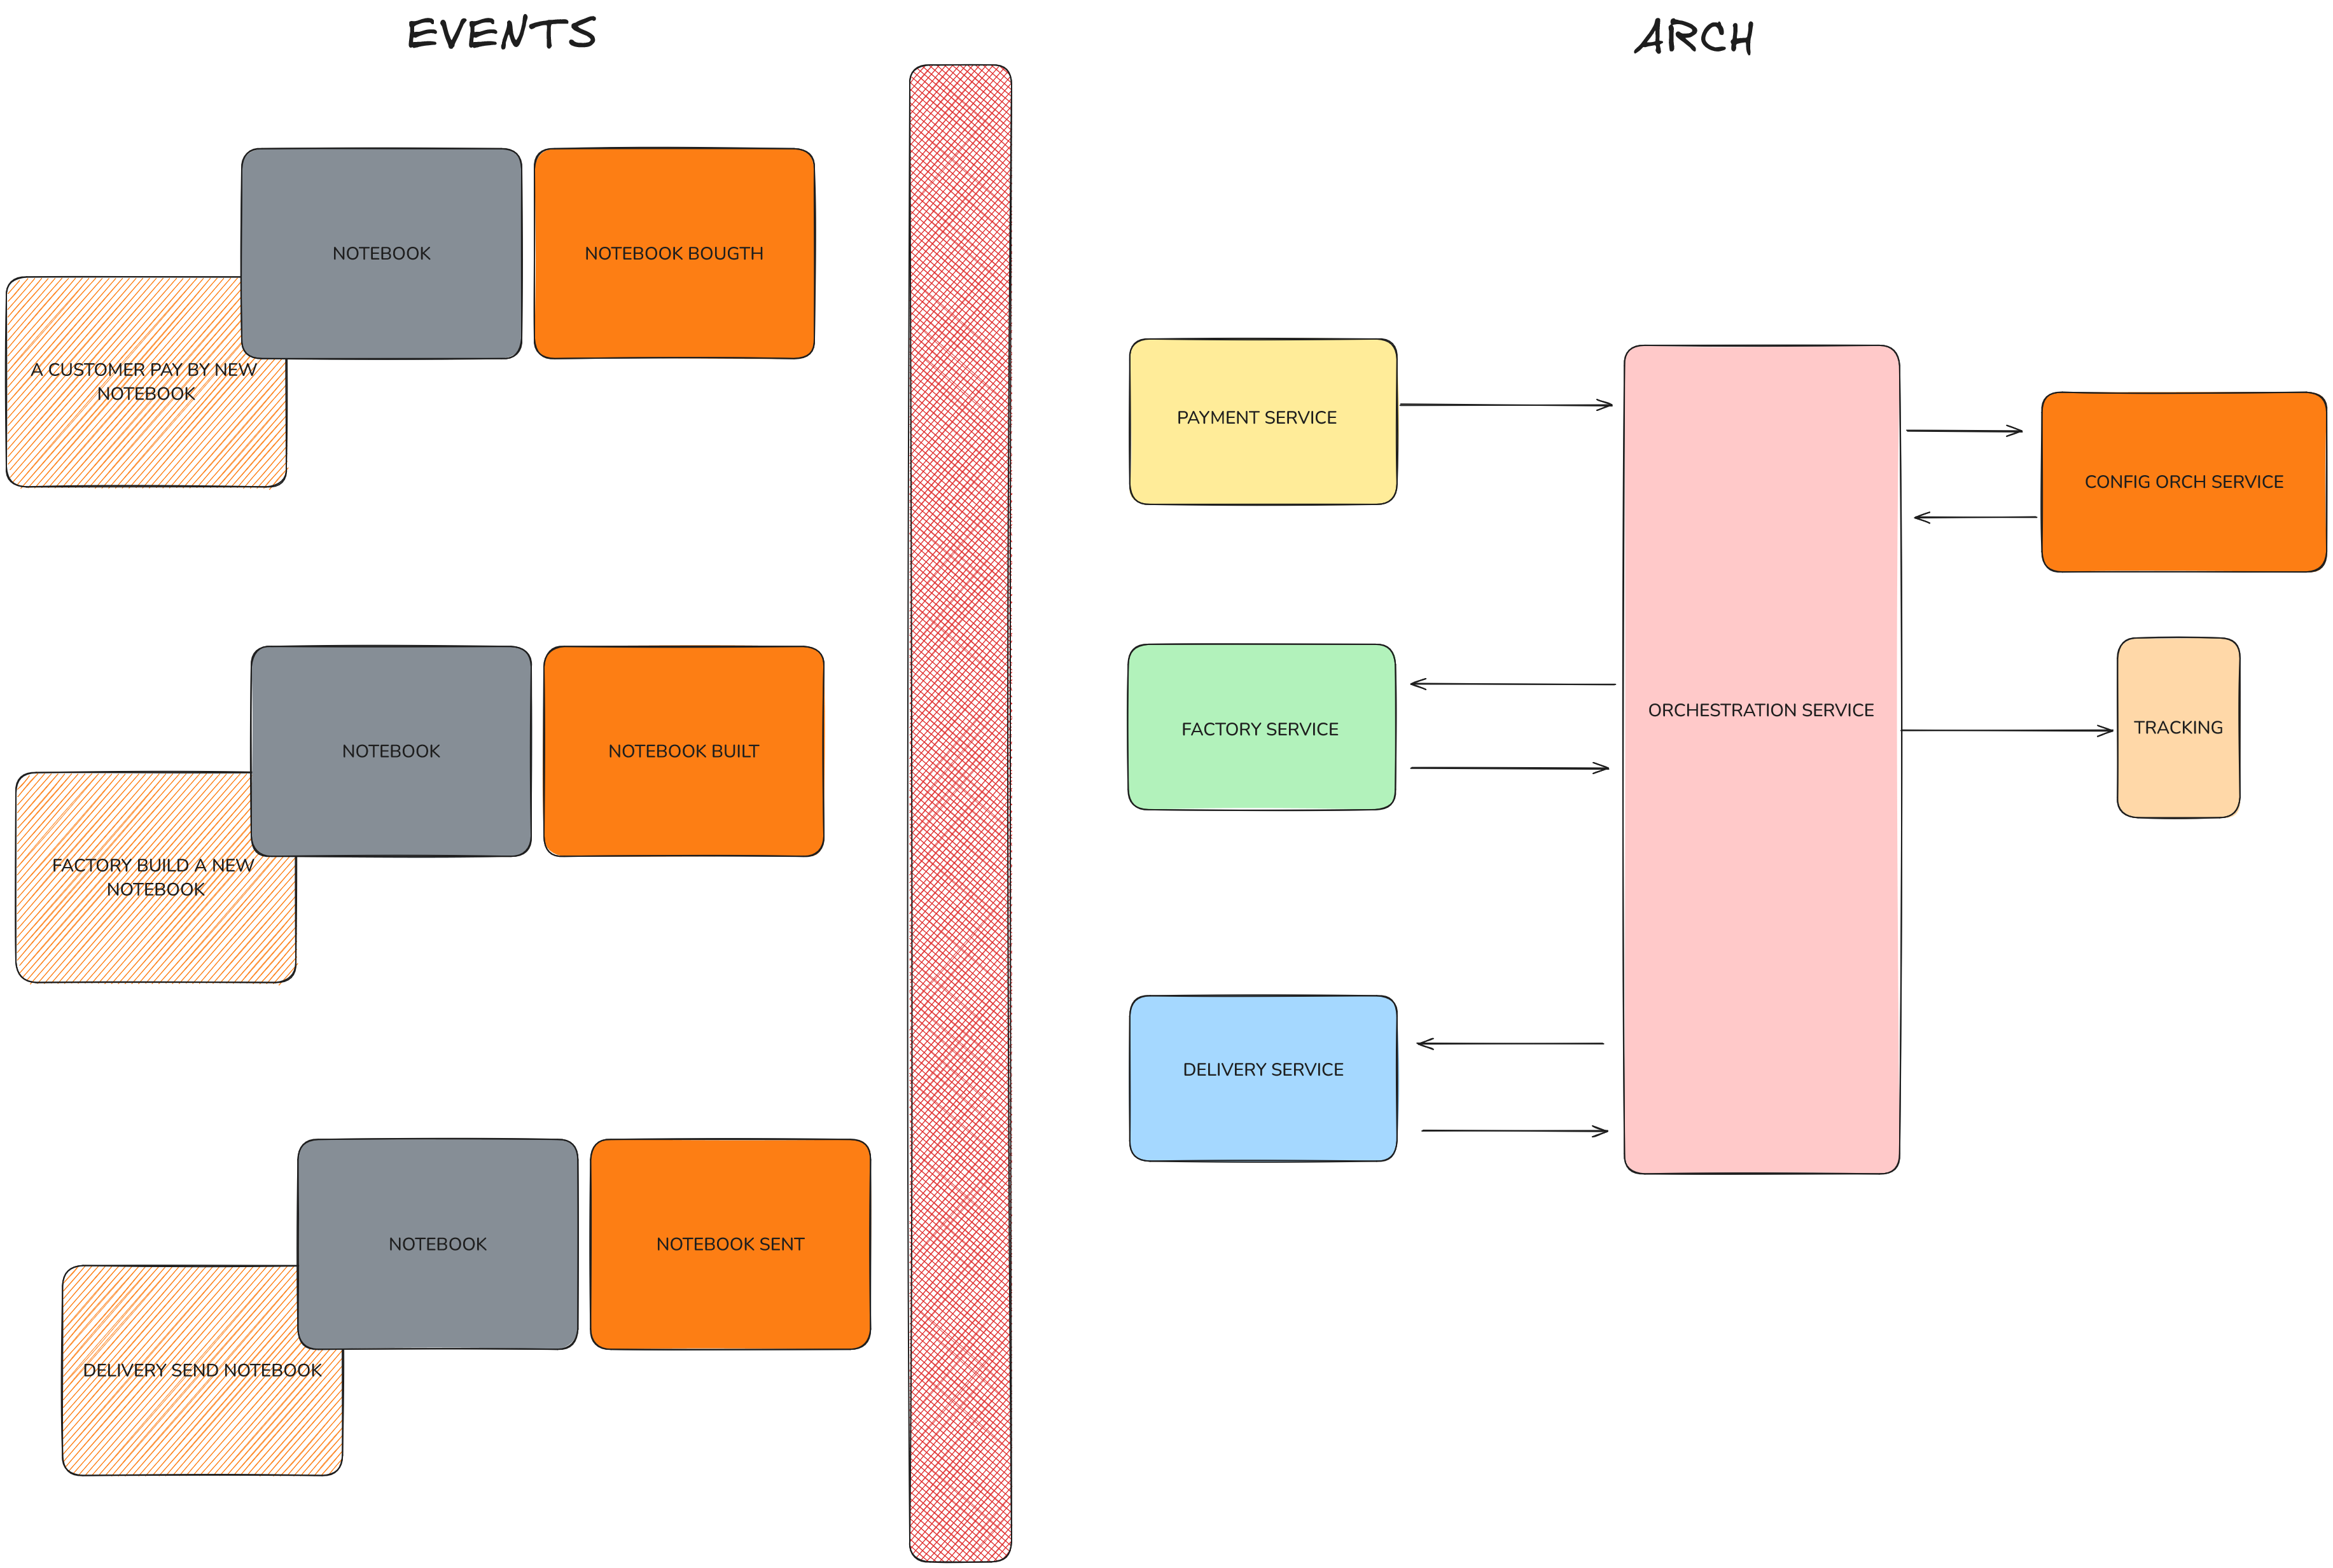 EVENTS
NOTEBOOK
NOTEBOOK BOUGTH
A CUSTOMER PAY BY NEW
NOTEBOOK
NOTEBOOK
NOTEBOOK BUILT
FACTORY BUILD A NEW
NOTEBOOK
NOTEBOOK
NOTEBOOK SENT
DELIVERY SEND NOTEBOOK
ARCH
PAYMENT SERVICE
CONFIG ORCH SERVICE
FACTORY SERVICE
ORCHESTRATION SERVICE
TRACKING
DELIVERY SERVICE